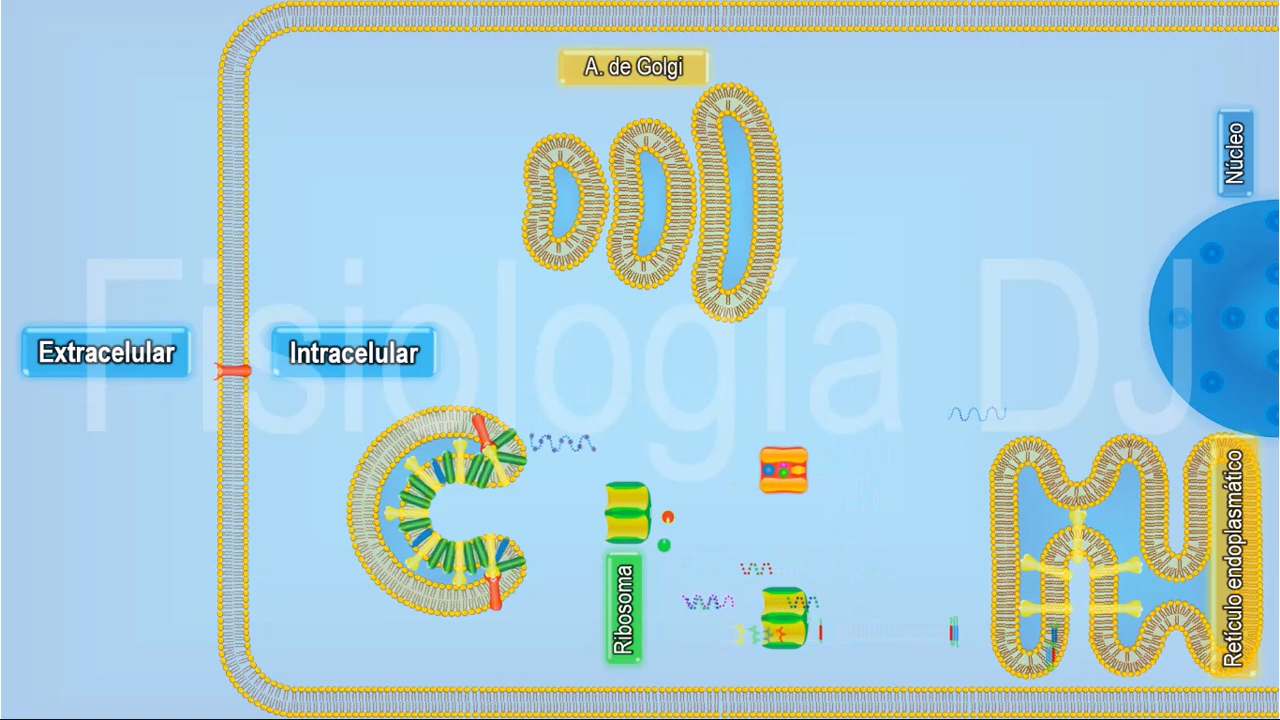 A. de Golgi
Núcleo
Extracelular
Intracelular
Fisiología DJ
Ribosoma
Retículo endoplasmático